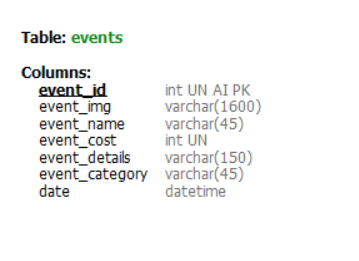 Table: events
Columns:
event_id int UN AI PK
event_img varchar(1600)
event_name varchar(45)
event_cost int UN
event_details varchar(150)
event_category varchar(45)
date datetime